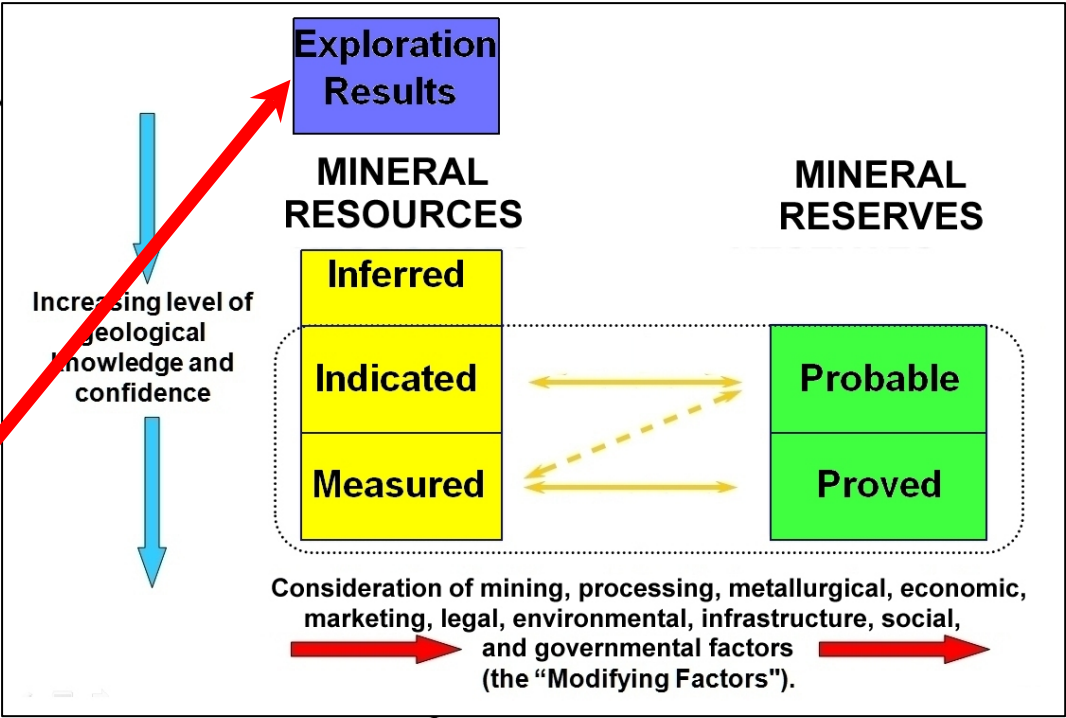 Exploration
Results
MINERAL
RESOURCES
MINERAL
RESERVES
Inferred
Increasing level of
geological
knowledge and
confidence
Indicated
Probable
Measured
Proved
Consideration of mining, processing, metallurgical, economic,
marketing, legal, environmental, infrastructure, social,
and governmental factors
(the “Modifying Factors").